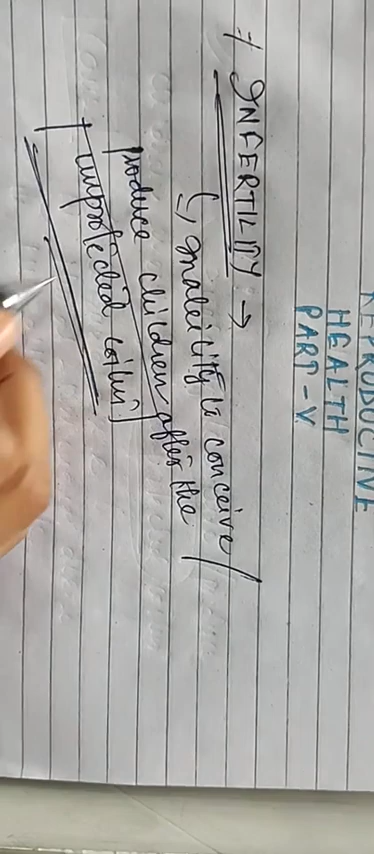 REPRODUCTIVE
HEALTH
PART-V
* INFERTILITY →
↳ Inability to conceive/
produce children after the
unprotected coitus